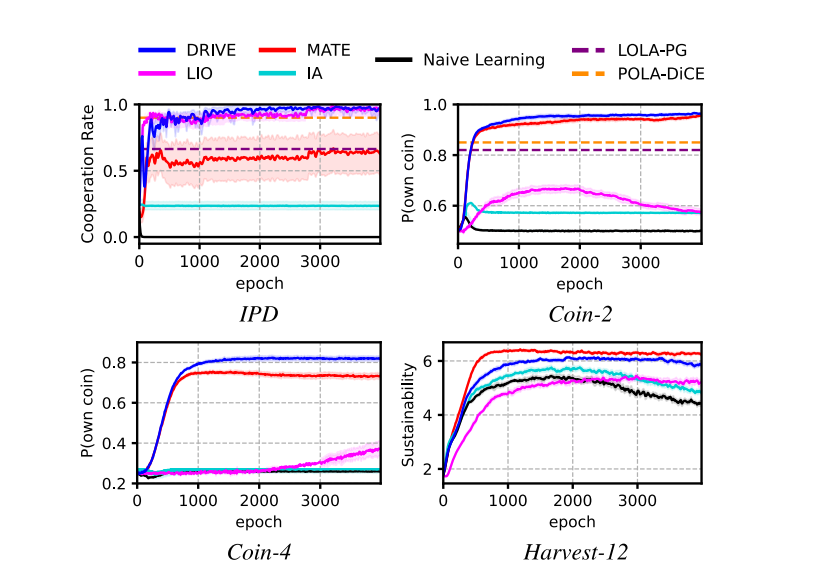 DRIVE MATE Naive Learning LOLA-PG
LIO IA POLA-DiCE
1.0
0.5
0.0
Cooperation Rate
0 1000 2000 3000
epoch
IPD
1.0
0.8
0.6
P(own coin)
0 1000 2000 3000
epoch
Coin-2
0.8
0.6
0.4
0.2
P(own coin)
0 1000 2000 3000
epoch
Coin-4
6
4
2
Sustainability
0 1000 2000 3000
epoch
Harvest-12